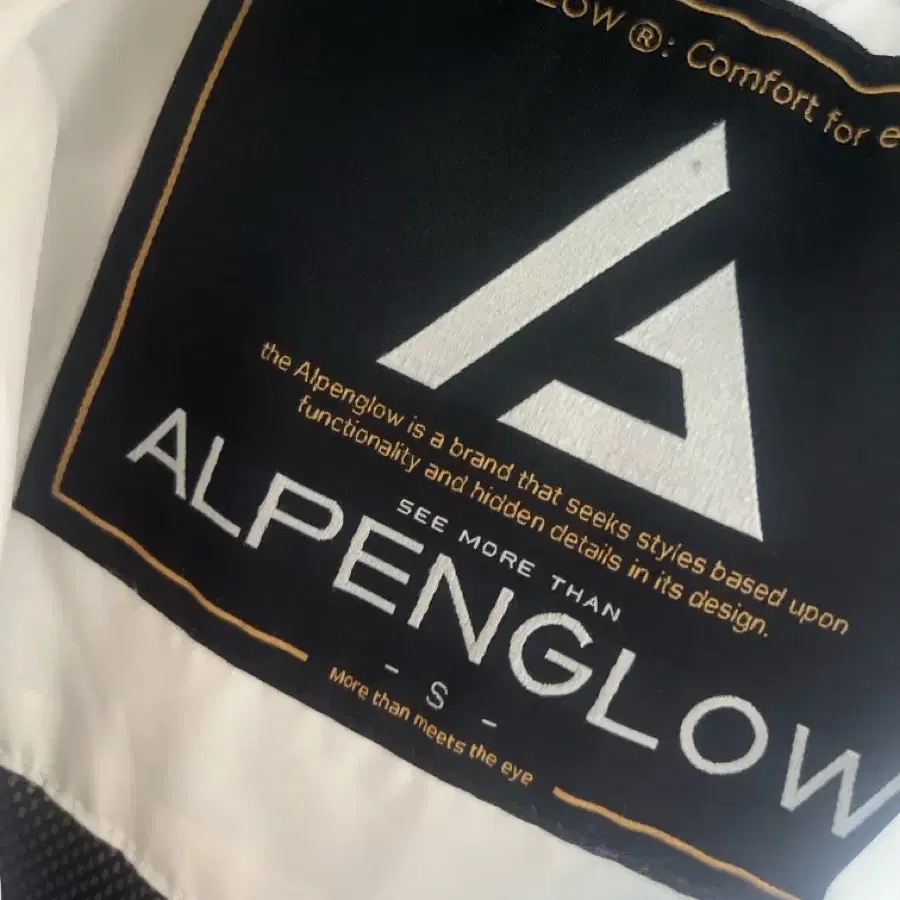 LOW®: Comfort for
the Alpenglow is a brand that seeks styles based upon
functionality and hidden details in its design.
SEE MORE THAN
ALPENGLOW
- S -
More than meets the eye